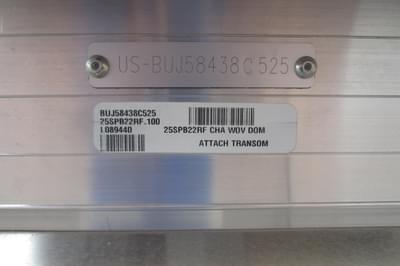 US-BUJ58438C525
BUJ58438C525
25SPB22RF.100
L089440
25SPB22RF CHA WOV DOM
ATTACH TRANSOM